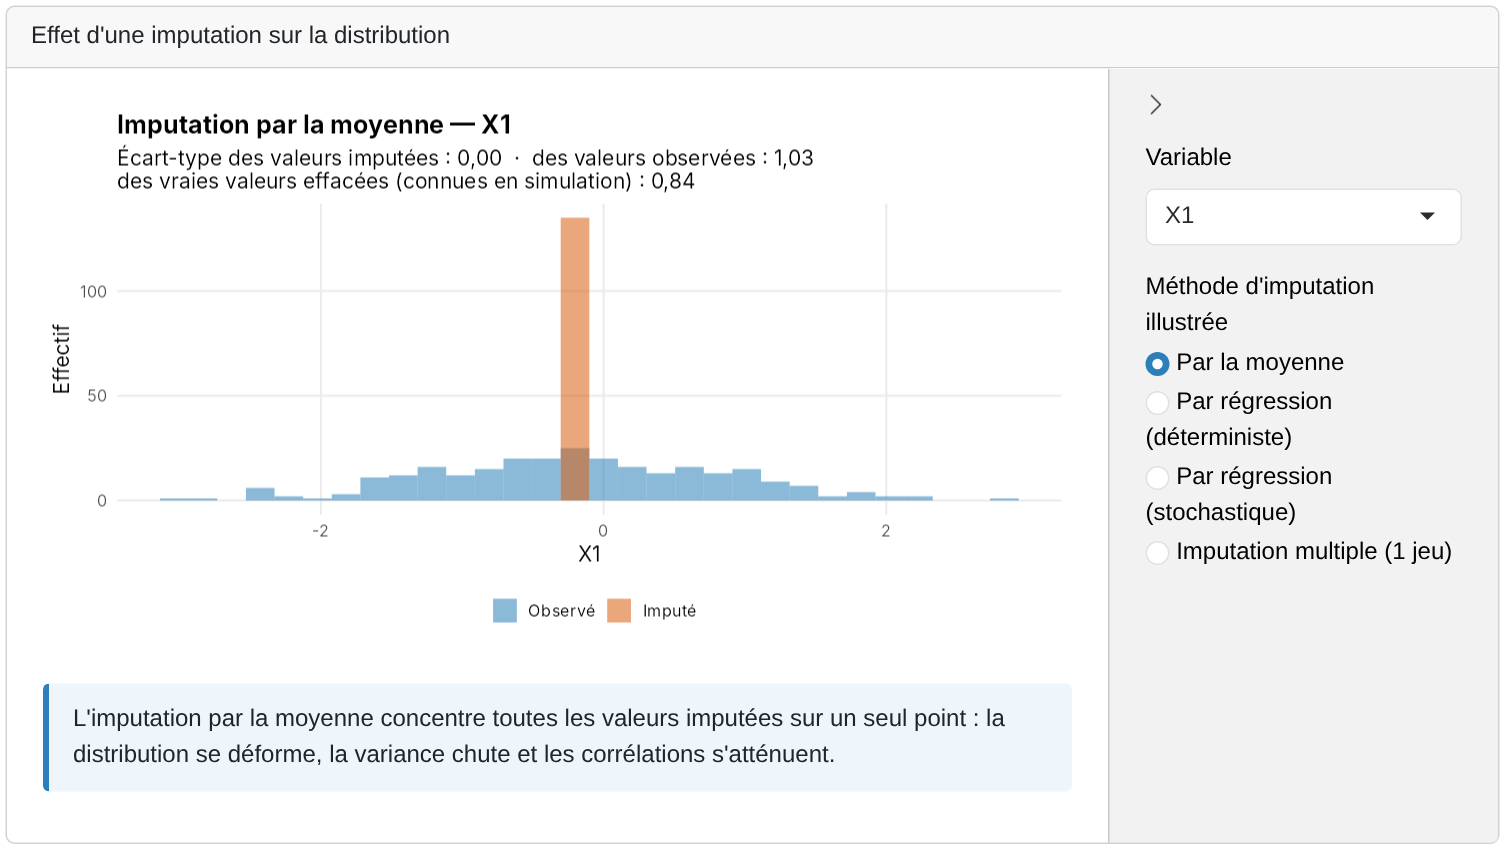 Effet d'une imputation sur la distribution
Imputation par la moyenne — X1
Écart-type des valeurs imputées : 0,00 · des valeurs observées : 1,03
des vraies valeurs effacées (connues en simulation) : 0,84
100
50
0
Effectif
-2
0
2
X1
Observé
Imputé
L'imputation par la moyenne concentre toutes les valeurs imputées sur un seul point : la
distribution se déforme, la variance chute et les corrélations s'atténuent.
Variable
X1
Méthode d'imputation
illustrée
Par la moyenne
Par régression
(déterministe)
Par régression
(stochastique)
Imputation multiple (1 jeu)